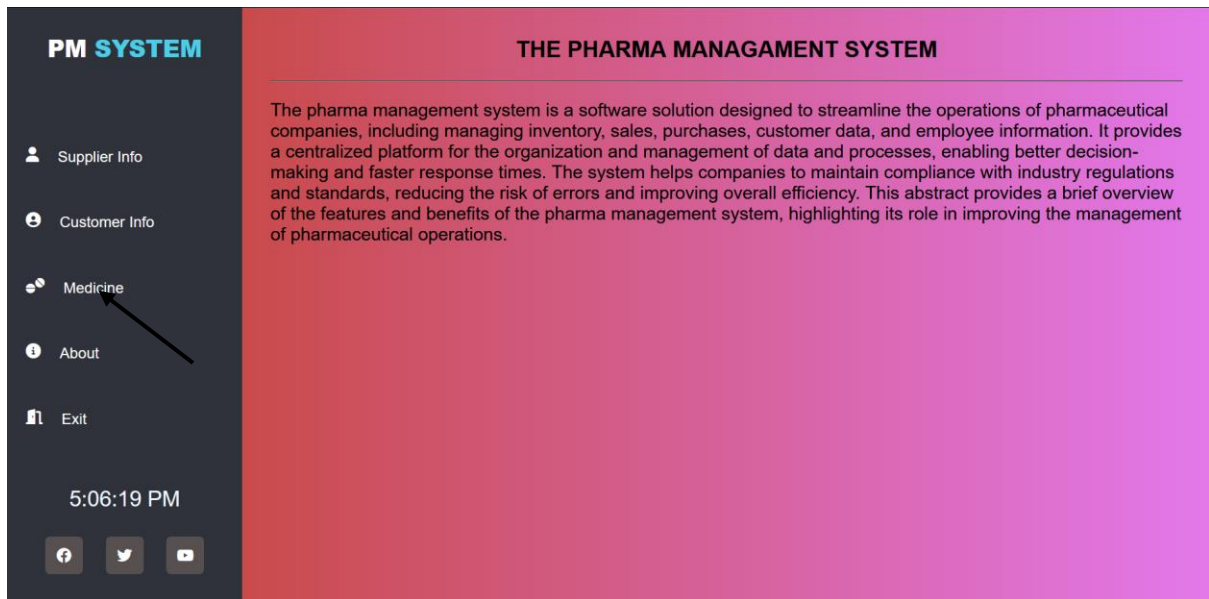 PM SYSTEM
Supplier Info
Customer Info
Medicine
About
Exit
5:06:19 PM
THE PHARMA MANAGAMENT SYSTEM
The pharma management system is a software solution designed to streamline the operations of pharmaceutical
companies, including managing inventory, sales, purchases, customer data, and employee information. It provides
a centralized platform for the organization and management of data and processes, enabling better decision-
making and faster response times. The system helps companies to maintain compliance with industry regulations
and standards, reducing the risk of errors and improving overall efficiency. This abstract provides a brief overview
of the features and benefits of the pharma management system, highlighting its role in improving the management
of pharmaceutical operations.